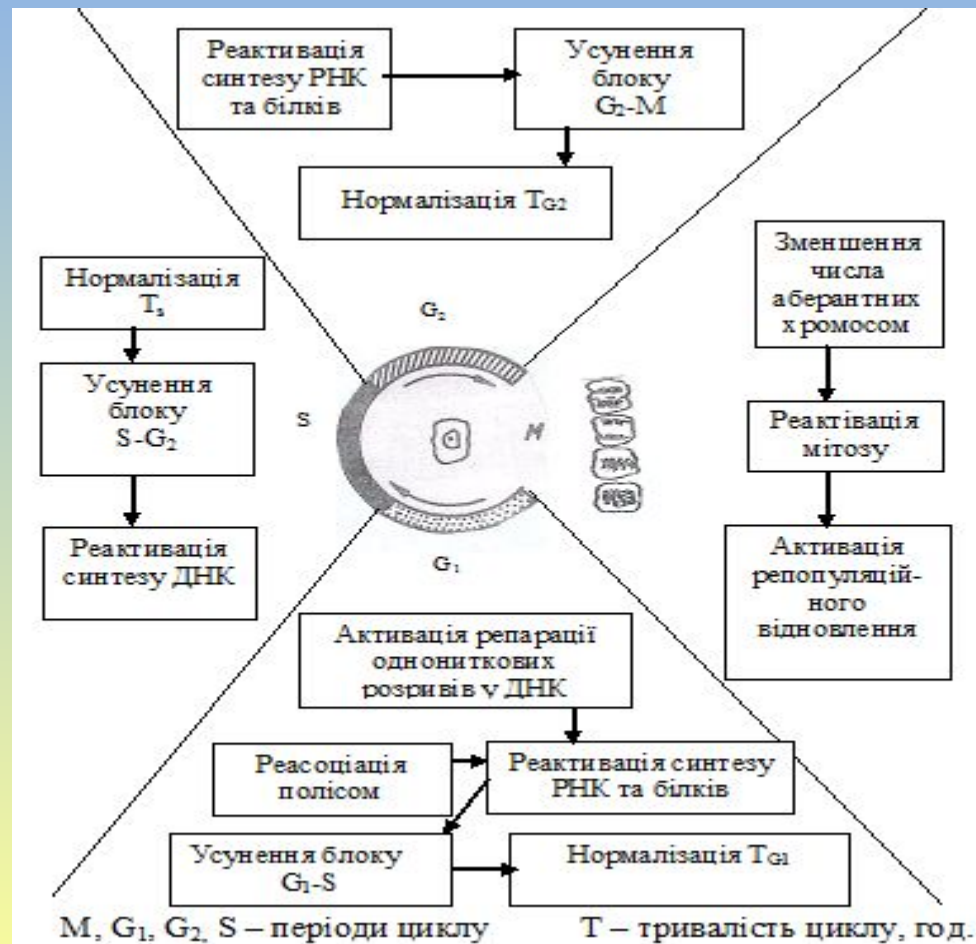 Реактивація
синтезу РНК
та білків
Усунення
блоку
G₂-M
Нормалізація T_G2
Нормалізація
Tₛ
Усунення
блоку
S-G₂
Реактивація
синтезу ДНК
G₂
S
M
G₁
Зменшення
числа
аберантних
хромосом
Реактівація
мітозу
Активація
репопуляцій-
ного
відновлення
Активація репарації
однониткових
розривів у ДНК
Реасоціація
полісом
Реактивація синтезу
РНК та білків
Усунення блоку
G₁-S
Нормалізація T_G1
M, G₁, G₂, S – періоди циклу
T – тривалість циклу, год.